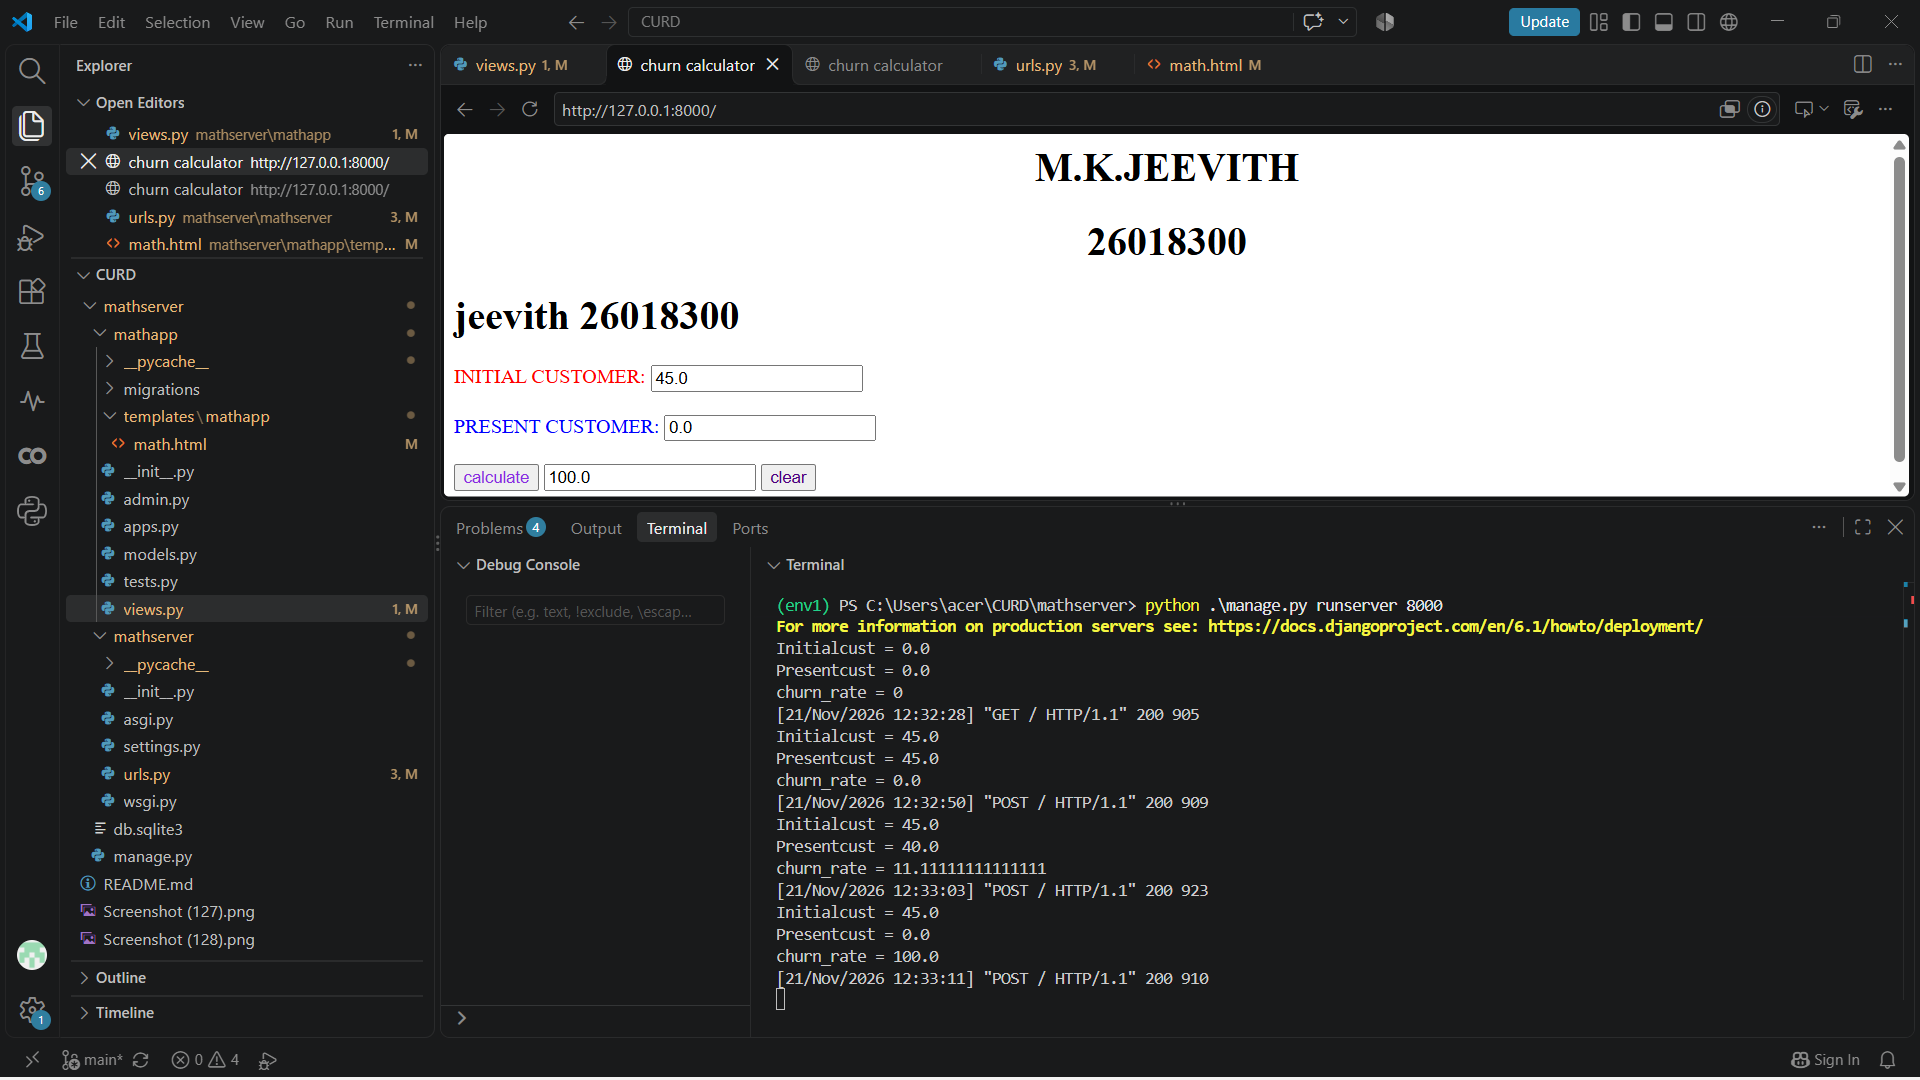 File Edit Selection View Go Run Terminal Help
CURD
Update
Explorer
Open Editors
views.py mathserver\mathapp 1, M
churn calculator http://127.0.0.1:8000/
churn calculator http://127.0.0.1:8000/
urls.py mathserver\mathserver 3, M
math.html mathserver\mathapp\temp... M
CURD
mathserver
mathapp
__pycache__
migrations
templates\mathapp
math.html M
__init__.py
admin.py
apps.py
models.py
tests.py
views.py 1, M
mathserver
__pycache__
__init__.py
asgi.py
settings.py
urls.py 3, M
wsgi.py
db.sqlite3
manage.py
README.md
Screenshot (127).png
Screenshot (128).png
Outline
Timeline
6
1
views.py 1, M churn calculator churn calculator urls.py 3, M math.html M
http://127.0.0.1:8000/
M.K.JEEVITH
26018300
jeevith 26018300
INITIAL CUSTOMER: 45.0
PRESENT CUSTOMER: 0.0
calculate 100.0 clear
Problems 4 Output Terminal Ports
Debug Console
Filter (e.g. text, !exclude, \escap...
Terminal
(env1) PS C:\Users\acer\CURD\mathserver> python .\manage.py runserver 8000
For more information on production servers see: https://docs.djangoproject.com/en/6.1/howto/deployment/
Initialcust = 0.0
Presentcust = 0.0
churn_rate = 0
[21/Nov/2026 12:32:28] "GET / HTTP/1.1" 200 905
Initialcust = 45.0
Presentcust = 45.0
churn_rate = 0.0
[21/Nov/2026 12:32:50] "POST / HTTP/1.1" 200 909
Initialcust = 45.0
Presentcust = 40.0
churn_rate = 11.11111111111111
[21/Nov/2026 12:33:03] "POST / HTTP/1.1" 200 923
Initialcust = 45.0
Presentcust = 0.0
churn_rate = 100.0
[21/Nov/2026 12:33:11] "POST / HTTP/1.1" 200 910
main* 0 4
Sign In